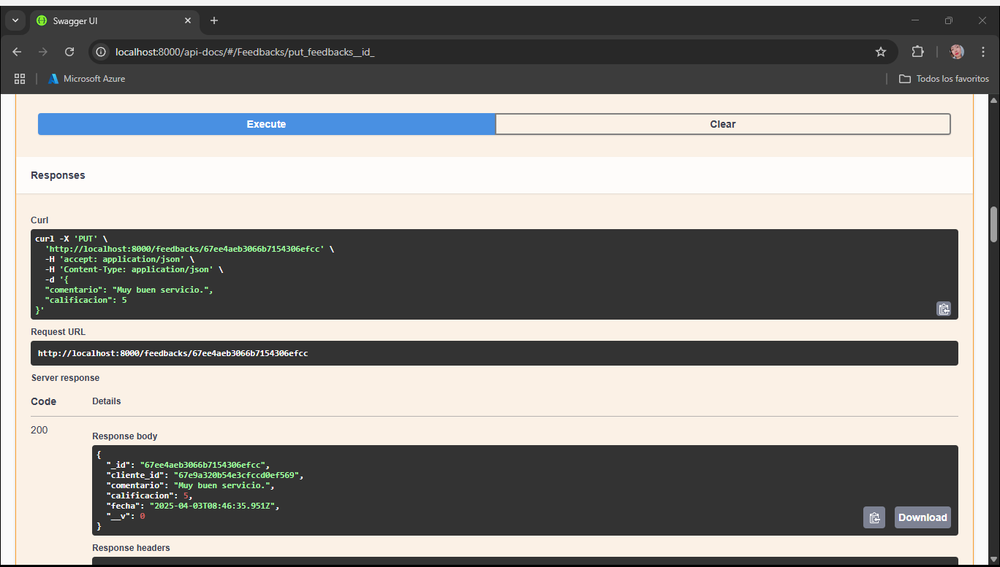 Swagger UI
localhost:8000/api-docs/#/Feedbacks/put_feedbacks__id_
Microsoft Azure
Todos los favoritos
Execute
Clear
Responses
Curl
curl -X 'PUT' \
'http://localhost:8000/feedbacks/67ee4aeb3066b7154306efcc' \
-H 'accept: application/json' \
-H 'Content-Type: application/json' \
-d '{
"comentario": "Muy buen servicio.",
"calificacion": 5
}'
Request URL
http://localhost:8000/feedbacks/67ee4aeb3066b7154306efcc
Server response
Code Details
200
Response body
{
"_id": "67ee4aeb3066b7154306efcc",
"cliente_id": "67e9a320b54e3cfccd0ef569",
"comentario": "Muy buen servicio.",
"calificacion": 5,
"fecha": "2025-04-03T08:46:35.951Z",
"__v": 0
}
Download
Response headers